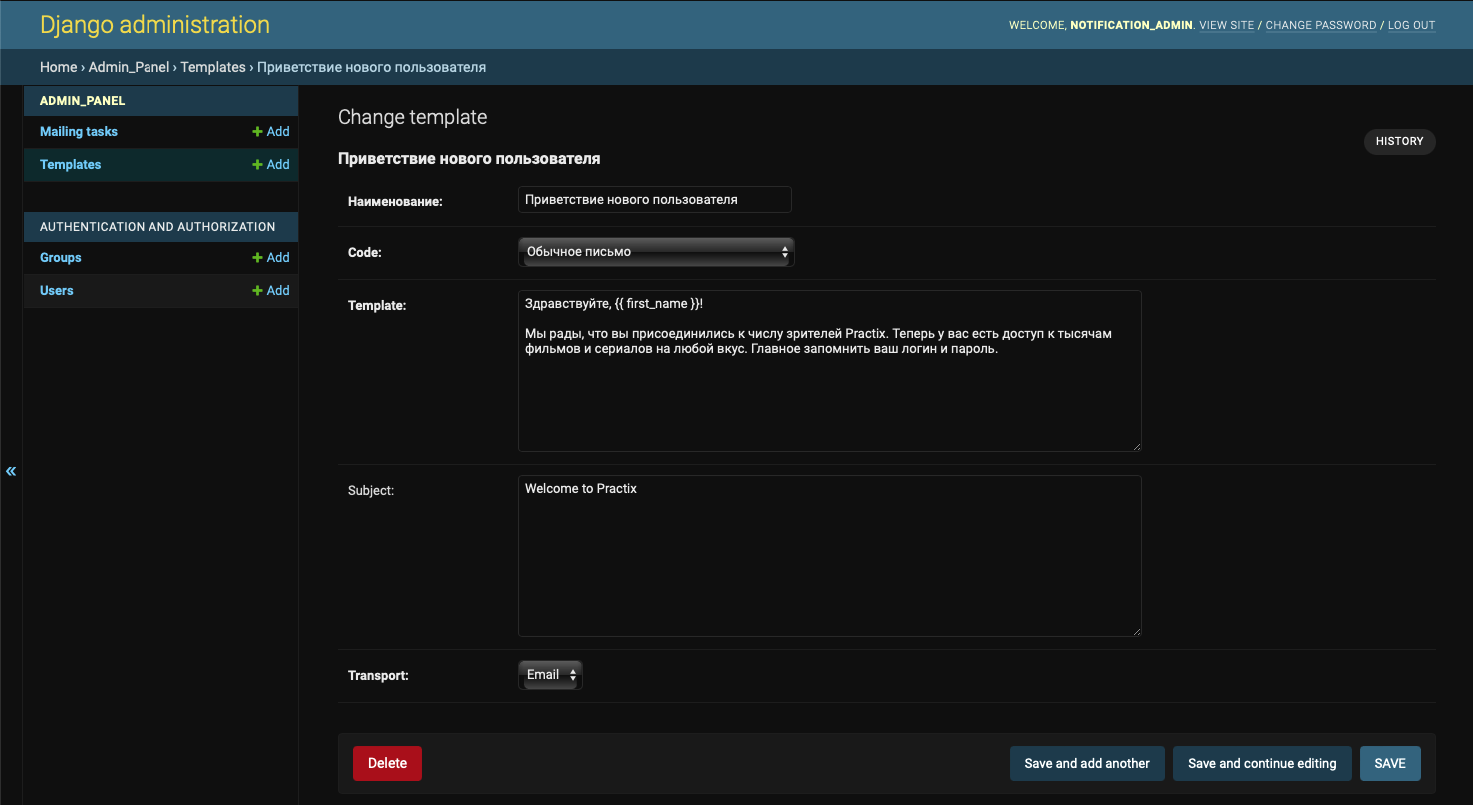 Django administration
WELCOME, NOTIFICATION_ADMIN. VIEW SITE / CHANGE PASSWORD / LOG OUT
Home › Admin_Panel › Templates › Приветствие нового пользователя
ADMIN_PANEL
Mailing tasks + Add
Templates + Add
AUTHENTICATION AND AUTHORIZATION
Groups + Add
Users + Add
«
Change template
HISTORY
Приветствие нового пользователя
Наименование: Приветствие нового пользователя
Code: Обычное письмо
Template: Здравствуйте, {{ first_name }}!
Мы рады, что вы присоединились к числу зрителей Practix. Теперь у вас есть доступ к тысячам
фильмов и сериалов на любой вкус. Главное запомнить ваш логин и пароль.
Subject: Welcome to Practix
Transport: Email
Delete Save and add another Save and continue editing SAVE